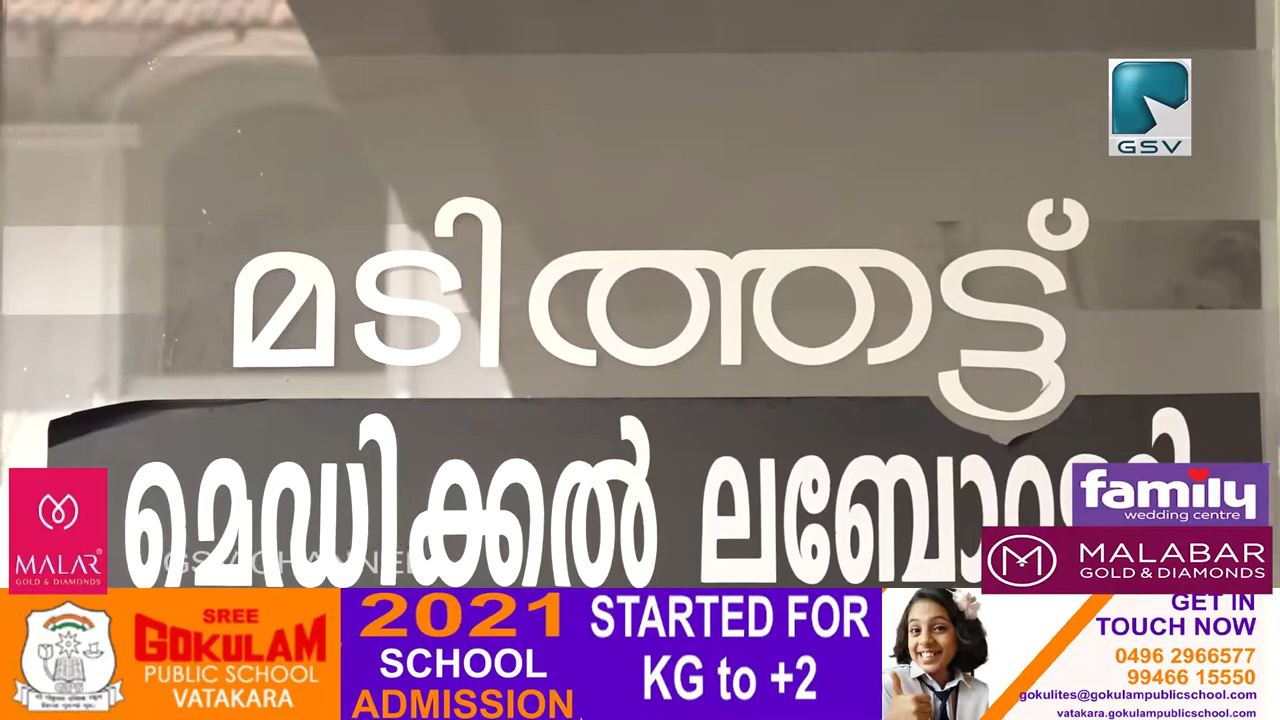 GSV
മടിത്തട്ട്
മെഡിക്കൽ
GSV CHANNEL
MALAR
GOLD & DIAMONDS
family
wedding centre
MALABAR
GOLD & DIAMONDS
SREE
GOKULAM
PUBLIC SCHOOL
VATAKARA
2021
SCHOOL
ADMISSION
STARTED FOR
KG to +2
GET IN
TOUCH NOW
0496 2966577
99466 15550
gokulites@gokulampublicschool.com
vatakara.gokulampublicschool.com